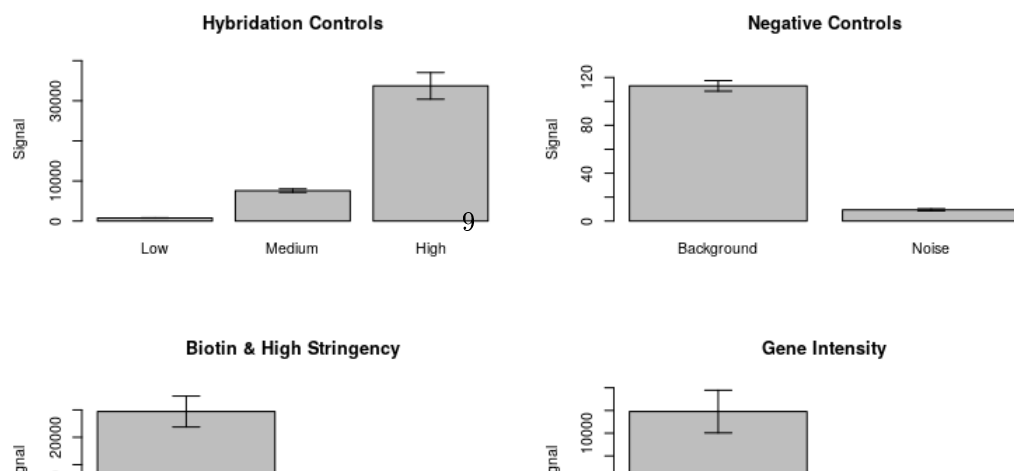 Hybridation Controls
Signal
30000
10000
0
Low Medium High
9
Negative Controls
Signal
120
80
40
0
Background Noise
Biotin & High Stringency
20000
Gene Intensity
10000